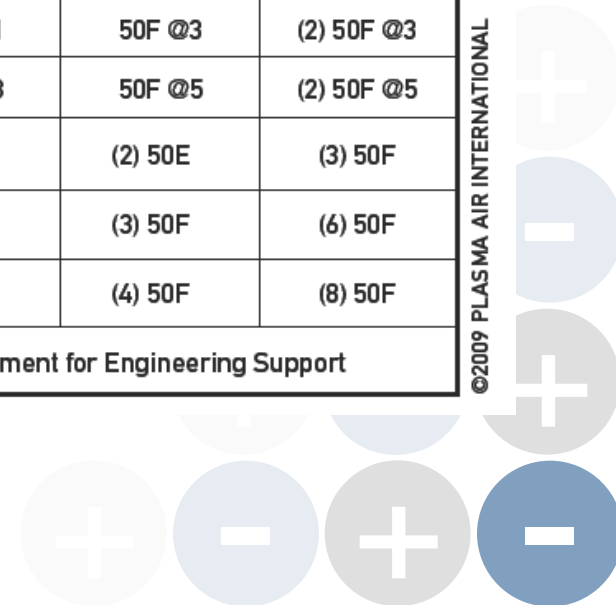 50F @3 (2) 50F @3
50F @5 (2) 50F @5
(2) 50E (3) 50F
(3) 50F (6) 50F
(4) 50F (8) 50F
ment for Engineering Support
©2009 PLASMA AIR INTERNATIONAL